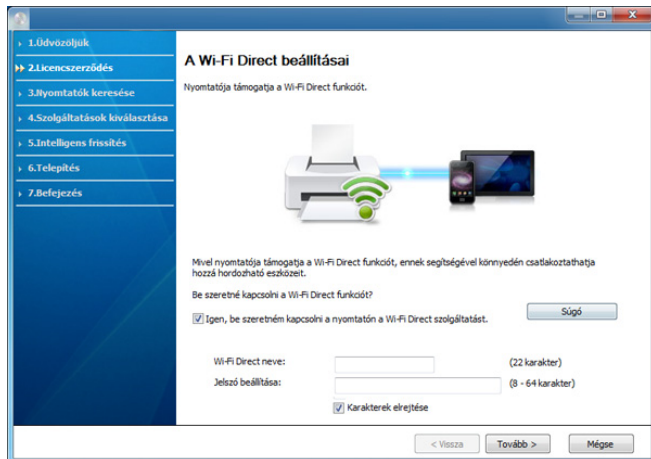 1.Üdvözöljük
2.Licencszerződés
3.Nyomtatók keresése
4.Szolgáltatások kiválasztása
5.Intelligens frissítés
6.Telepítés
7.Befejezés
A Wi-Fi Direct beállításai
Nyomtatója támogatja a Wi-Fi Direct funkciót.
Mivel nyomtatója támogatja a Wi-Fi Direct funkciót, ennek segítségével könnyedén csatlakoztathatja
hozzá hordozható eszközeit.
Be szeretné kapcsolni a Wi-Fi Direct funkciót?
Igen, be szeretném kapcsolni a nyomtatón a Wi-Fi Direct szolgáltatást.
Súgó
Wi-Fi Direct neve:
(22 karakter)
Jelszó beállítása:
(8 - 64 karakter)
Karakterek elrejtése
< Vissza
Tovább >
Mégse